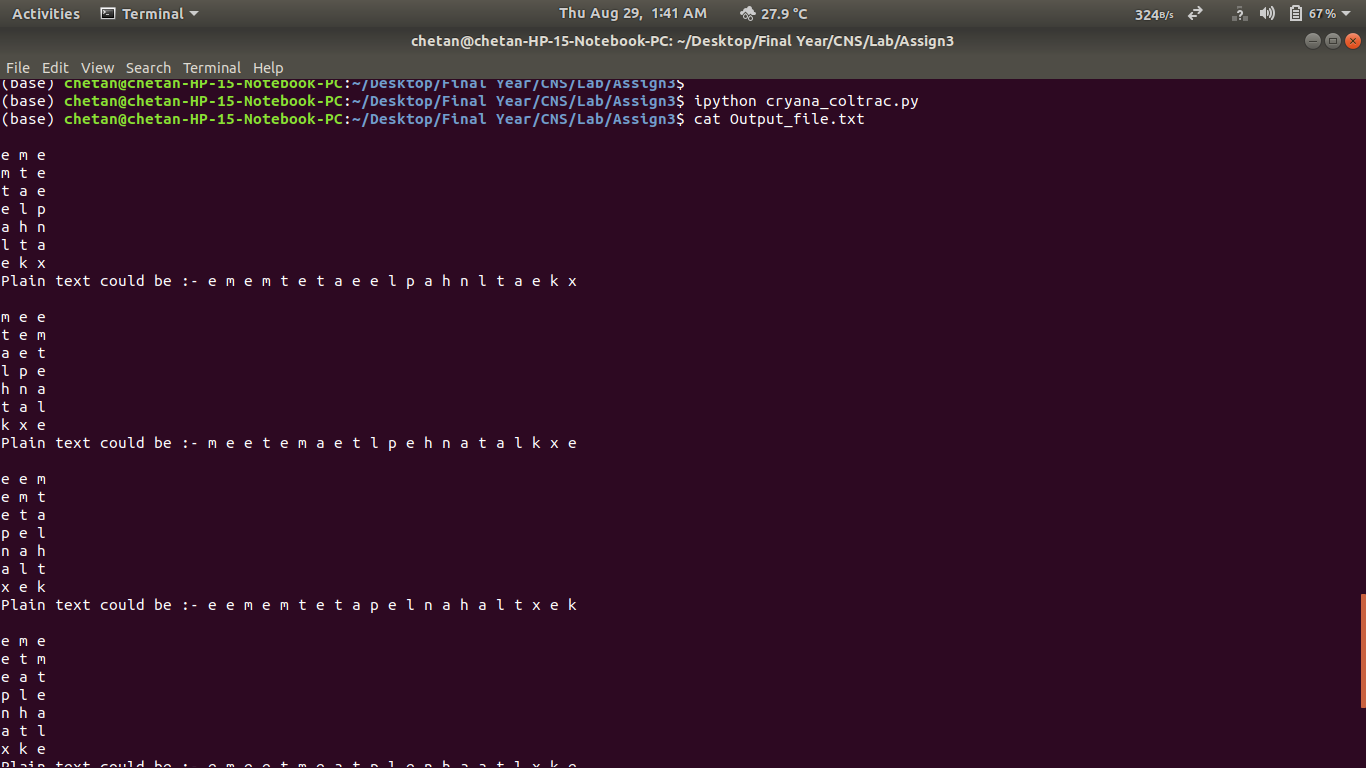 Activities Terminal Thu Aug 29, 1:41 AM 27.9 °C 324B/s ? 67%
chetan@chetan-HP-15-Notebook-PC: ~/Desktop/Final Year/CNS/Lab/Assign3
File Edit View Search Terminal Help
(base) chetan@chetan-HP-15-Notebook-PC:~/Desktop/Final Year/CNS/Lab/Assign3$
(base) chetan@chetan-HP-15-Notebook-PC:~/Desktop/Final Year/CNS/Lab/Assign3$ ipython cryana_coltrac.py
(base) chetan@chetan-HP-15-Notebook-PC:~/Desktop/Final Year/CNS/Lab/Assign3$ cat Output_file.txt
e m e
m t e
t a e
e l p
a h n
l t a
e k x
Plain text could be :- e m e m t e t a e e l p a h n l t a e k x
m e e
t e m
a e t
l p e
h n a
t a l
k x e
Plain text could be :- m e e t e m a e t l p e h n a t a l k x e
e e m
e m t
e t a
p e l
n a h
a l t
x e k
Plain text could be :- e e m e m t e t a p e l n a h a l t x e k
e m e
e t m
e a t
p l e
n h a
a t l
x k e
Plain text could be :- e m e e t m e a t p l e n h a a t l x k e